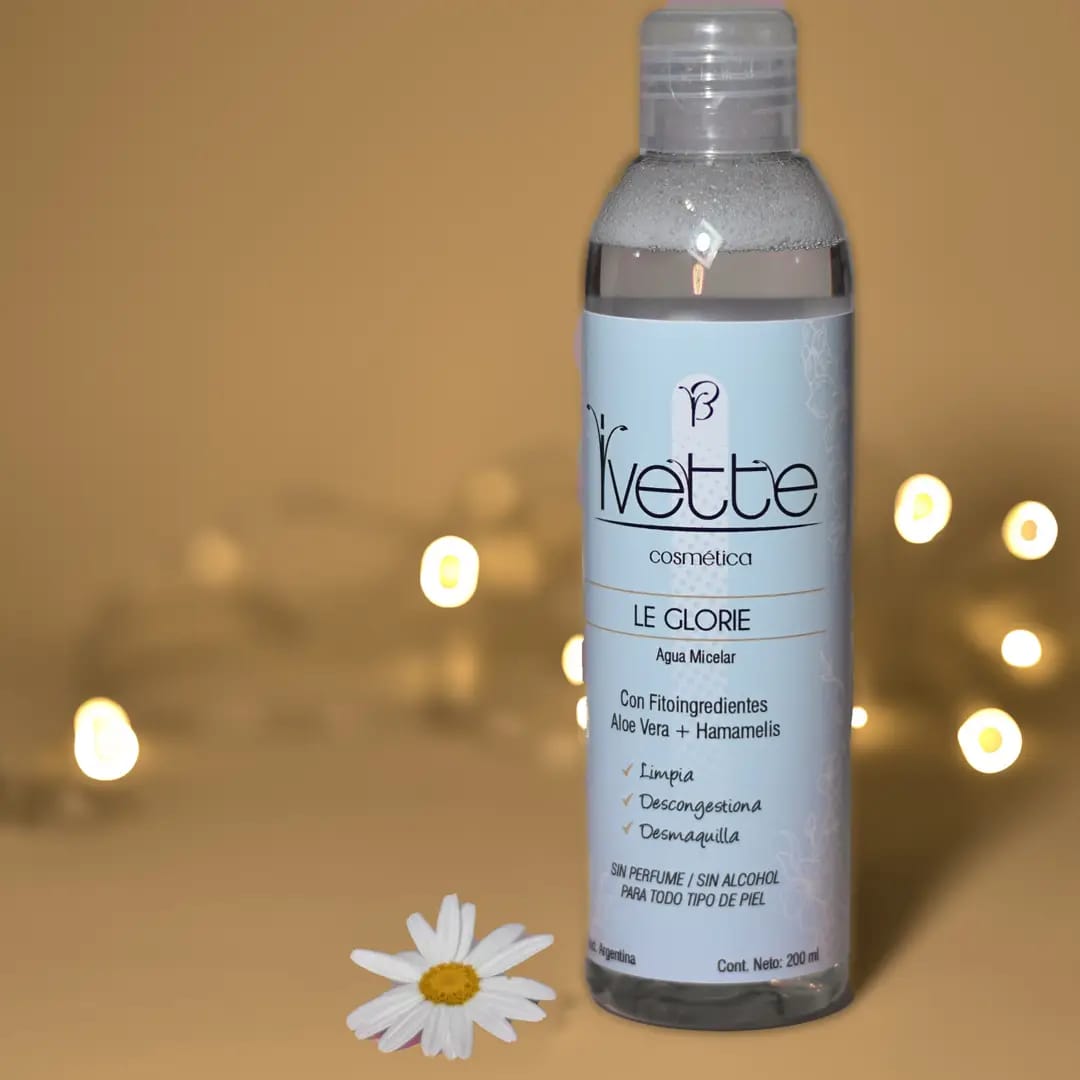 Ivette
cosmética
LE GLORIE
Agua Micelar
Con Fitoingredientes
Aloe Vera + Hamamelis
✓ Limpia
✓ Descongestiona
✓ Desmaquilla
SIN PERFUME / SIN ALCOHOL
PARA TODO TIPO DE PIEL
Argentina
Cont. Neto: 200 ml